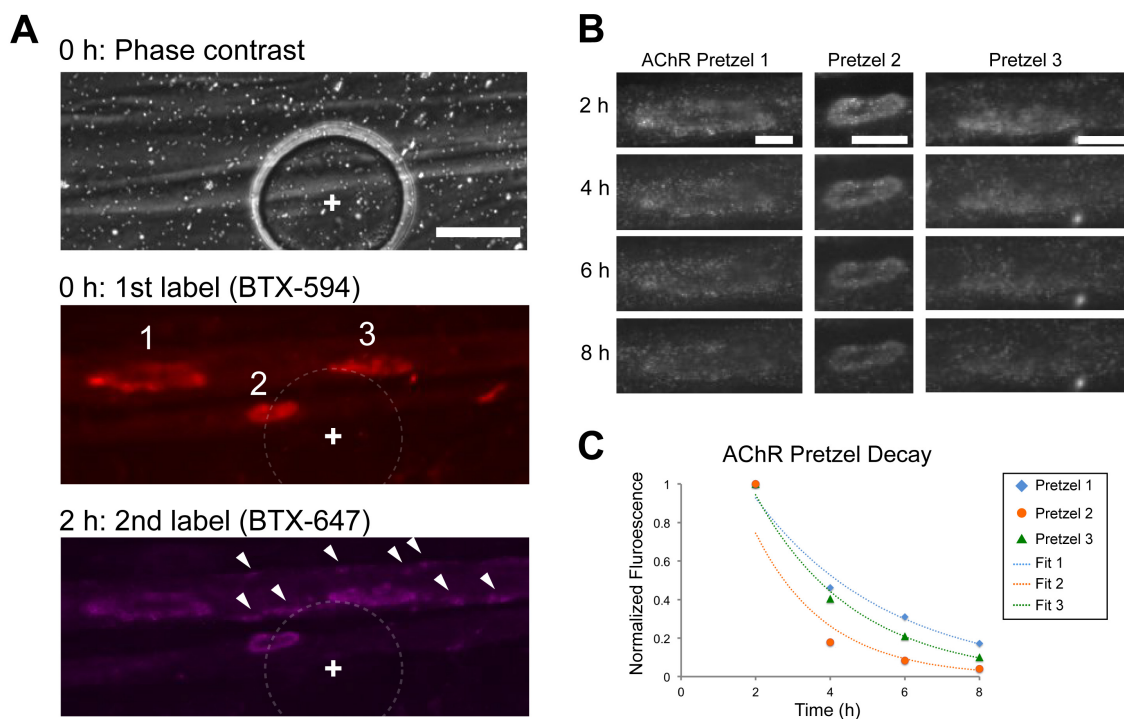 A
0 h: Phase contrast
+
0 h: 1st label (BTX-594)
1
3
2
+
2 h: 2nd label (BTX-647)
+
B
AChR Pretzel 1
Pretzel 2
Pretzel 3
2 h
4 h
6 h
8 h
C
AChR Pretzel Decay
Normalized Fluroescence
1
0.8
0.6
0.4
0.2
0
0
2
4
6
8
Time (h)
Pretzel 1
Pretzel 2
Pretzel 3
Fit 1
Fit 2
Fit 3